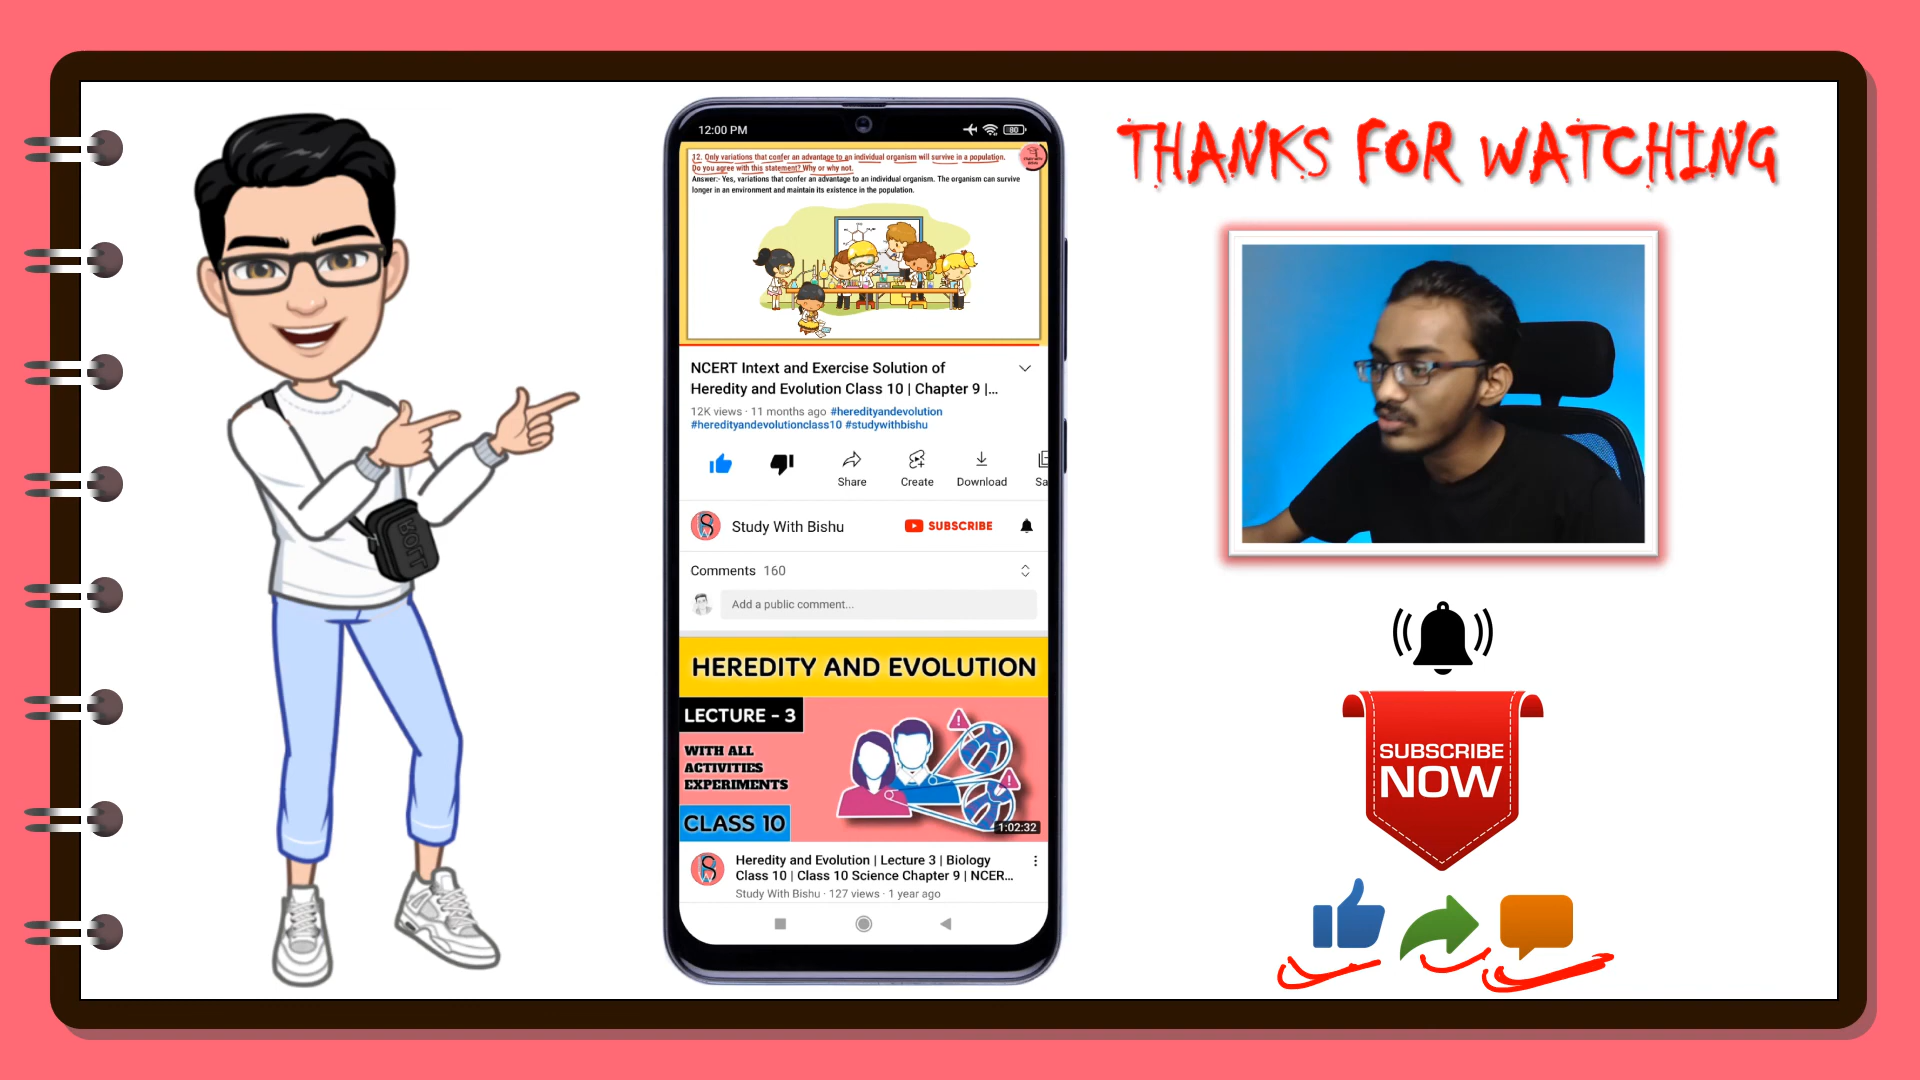 12:00 PM
80
12. Only variations that confer an advantage to an individual organism will survive in a population.
Do you agree with this statement? Why or why not.
Answer:- Yes, variations that confer an advantage to an individual organism. The organism can survive
longer in an environment and maintain its existence in the population.
NCERT Intext and Exercise Solution of
Heredity and Evolution Class 10 | Chapter 9 |...
12K views · 11 months ago #heredityandevolution
#heredityandevolutionclass10 #studywithbishu
Share
Create
Download
Sa
Study With Bishu
SUBSCRIBE
Comments 160
Add a public comment...
HEREDITY AND EVOLUTION
LECTURE - 3
WITH ALL
ACTIVITIES
EXPERIMENTS
CLASS 10
1:02:32
Heredity and Evolution | Lecture 3 | Biology
Class 10 | Class 10 Science Chapter 9 | NCER...
Study With Bishu · 127 views · 1 year ago
THANKS FOR WATCHING
SUBSCRIBE
NOW